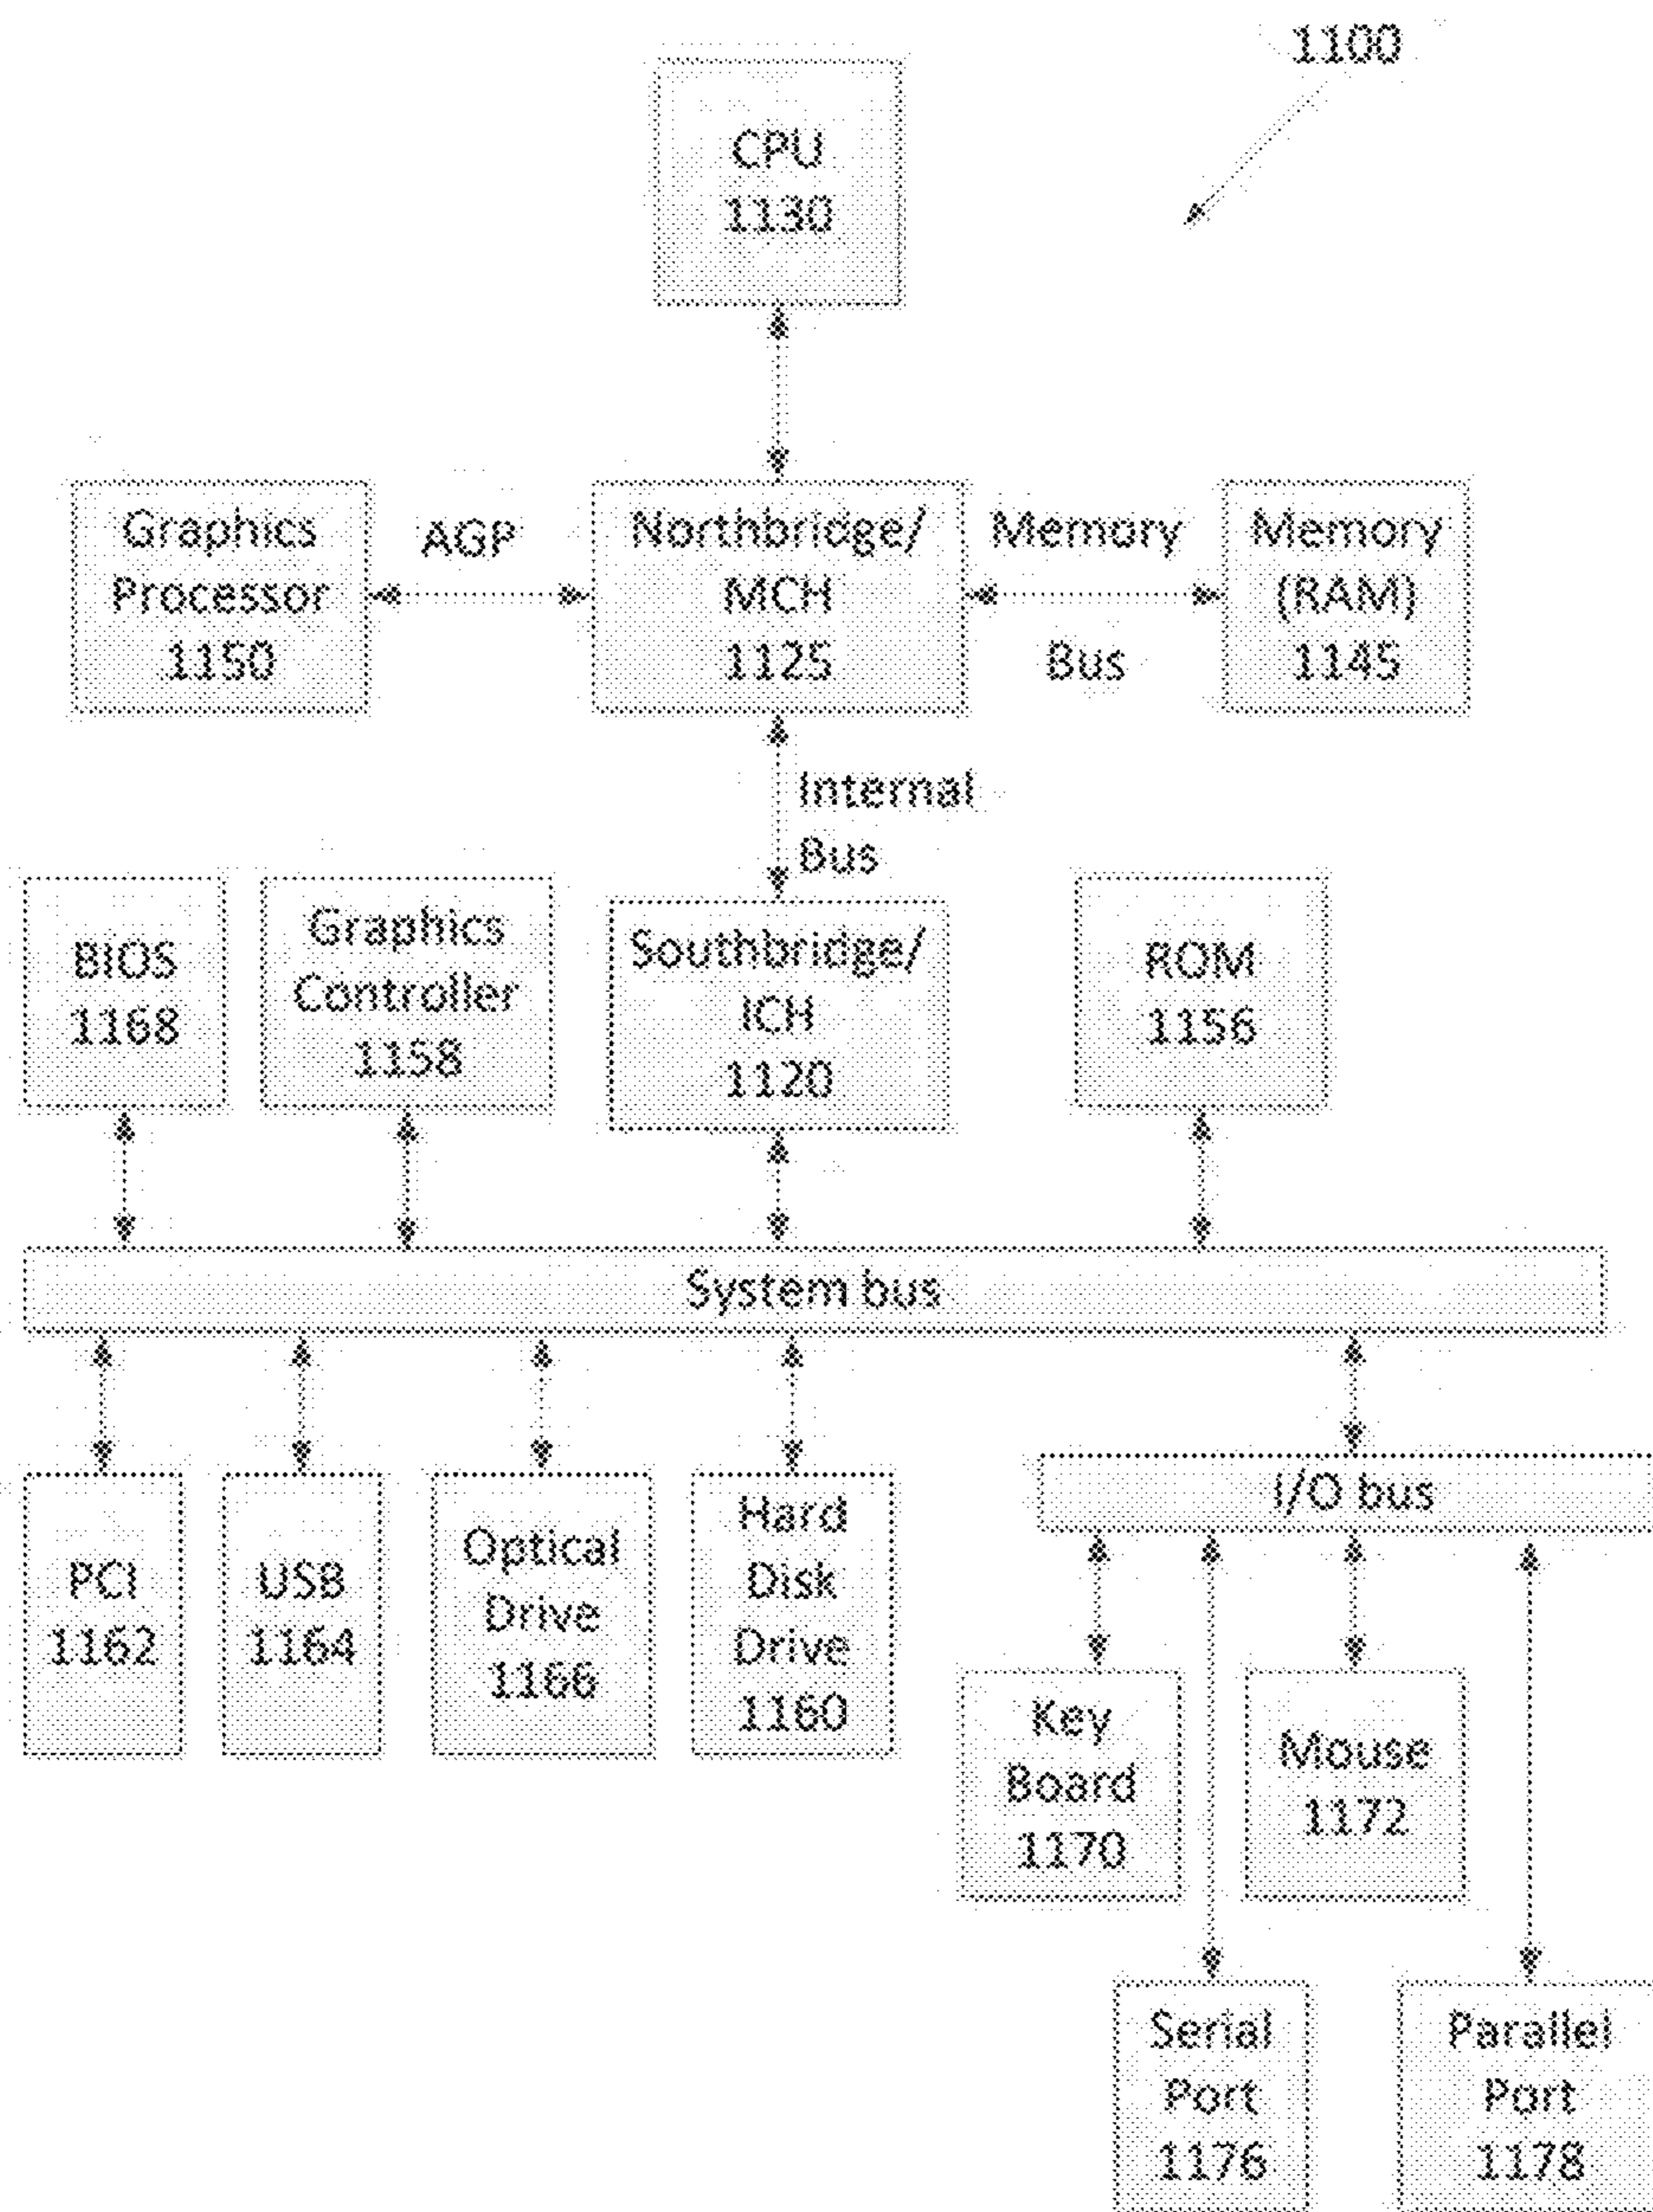 1100
CPU
1130
Graphics
Processor
1150
AGP
Northbridge/
MCH
1125
Memory
Bus
Memory
(RAM)
1145
Internal
Bus
BIOS
1168
Graphics
Controller
1158
Southbridge/
ICH
1120
ROM
1156
System bus
PCI
1162
USB
1164
Optical
Drive
1166
Hard
Disk
Drive
1160
I/O bus
Key
Board
1170
Mouse
1172
Serial
Port
1176
Parallel
Port
1178